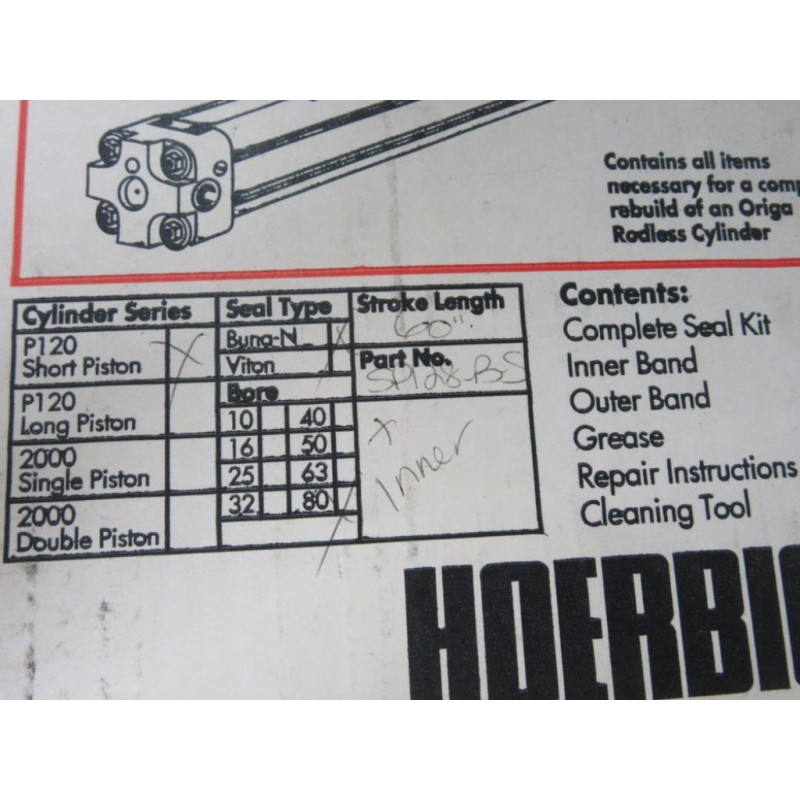 Contains all items
necessary for a comp
rebuild of an Origa
Rodless Cylinder
Cylinder Series
P120
Short Piston
X
P120
Long Piston
2000
Single Piston
2000
Double Piston
Seal Type
Buna-N X
Viton
Bore
10 40
16 50
25 63
32 80 X
Stroke Length
60"
Part No.
SP128-B-S
+
Inner
Contents:
Complete Seal Kit
Inner Band
Outer Band
Grease
Repair Instructions
Cleaning Tool
HOERBIG